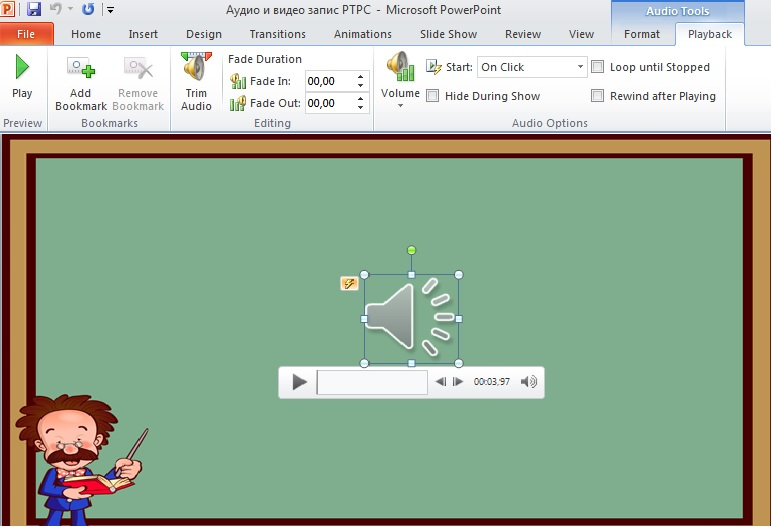 Аудио и видео запис PTPC - Microsoft PowerPoint
Audio Tools
File Home Insert Design Transitions Animations Slide Show Review View Format Playback
Play
Preview
Add Bookmark
Remove Bookmark
Bookmarks
Trim Audio
Fade Duration
Fade In: 00,00
Fade Out: 00,00
Editing
Volume
Start: On Click
Hide During Show
Loop until Stopped
Rewind after Playing
Audio Options
00:03,97